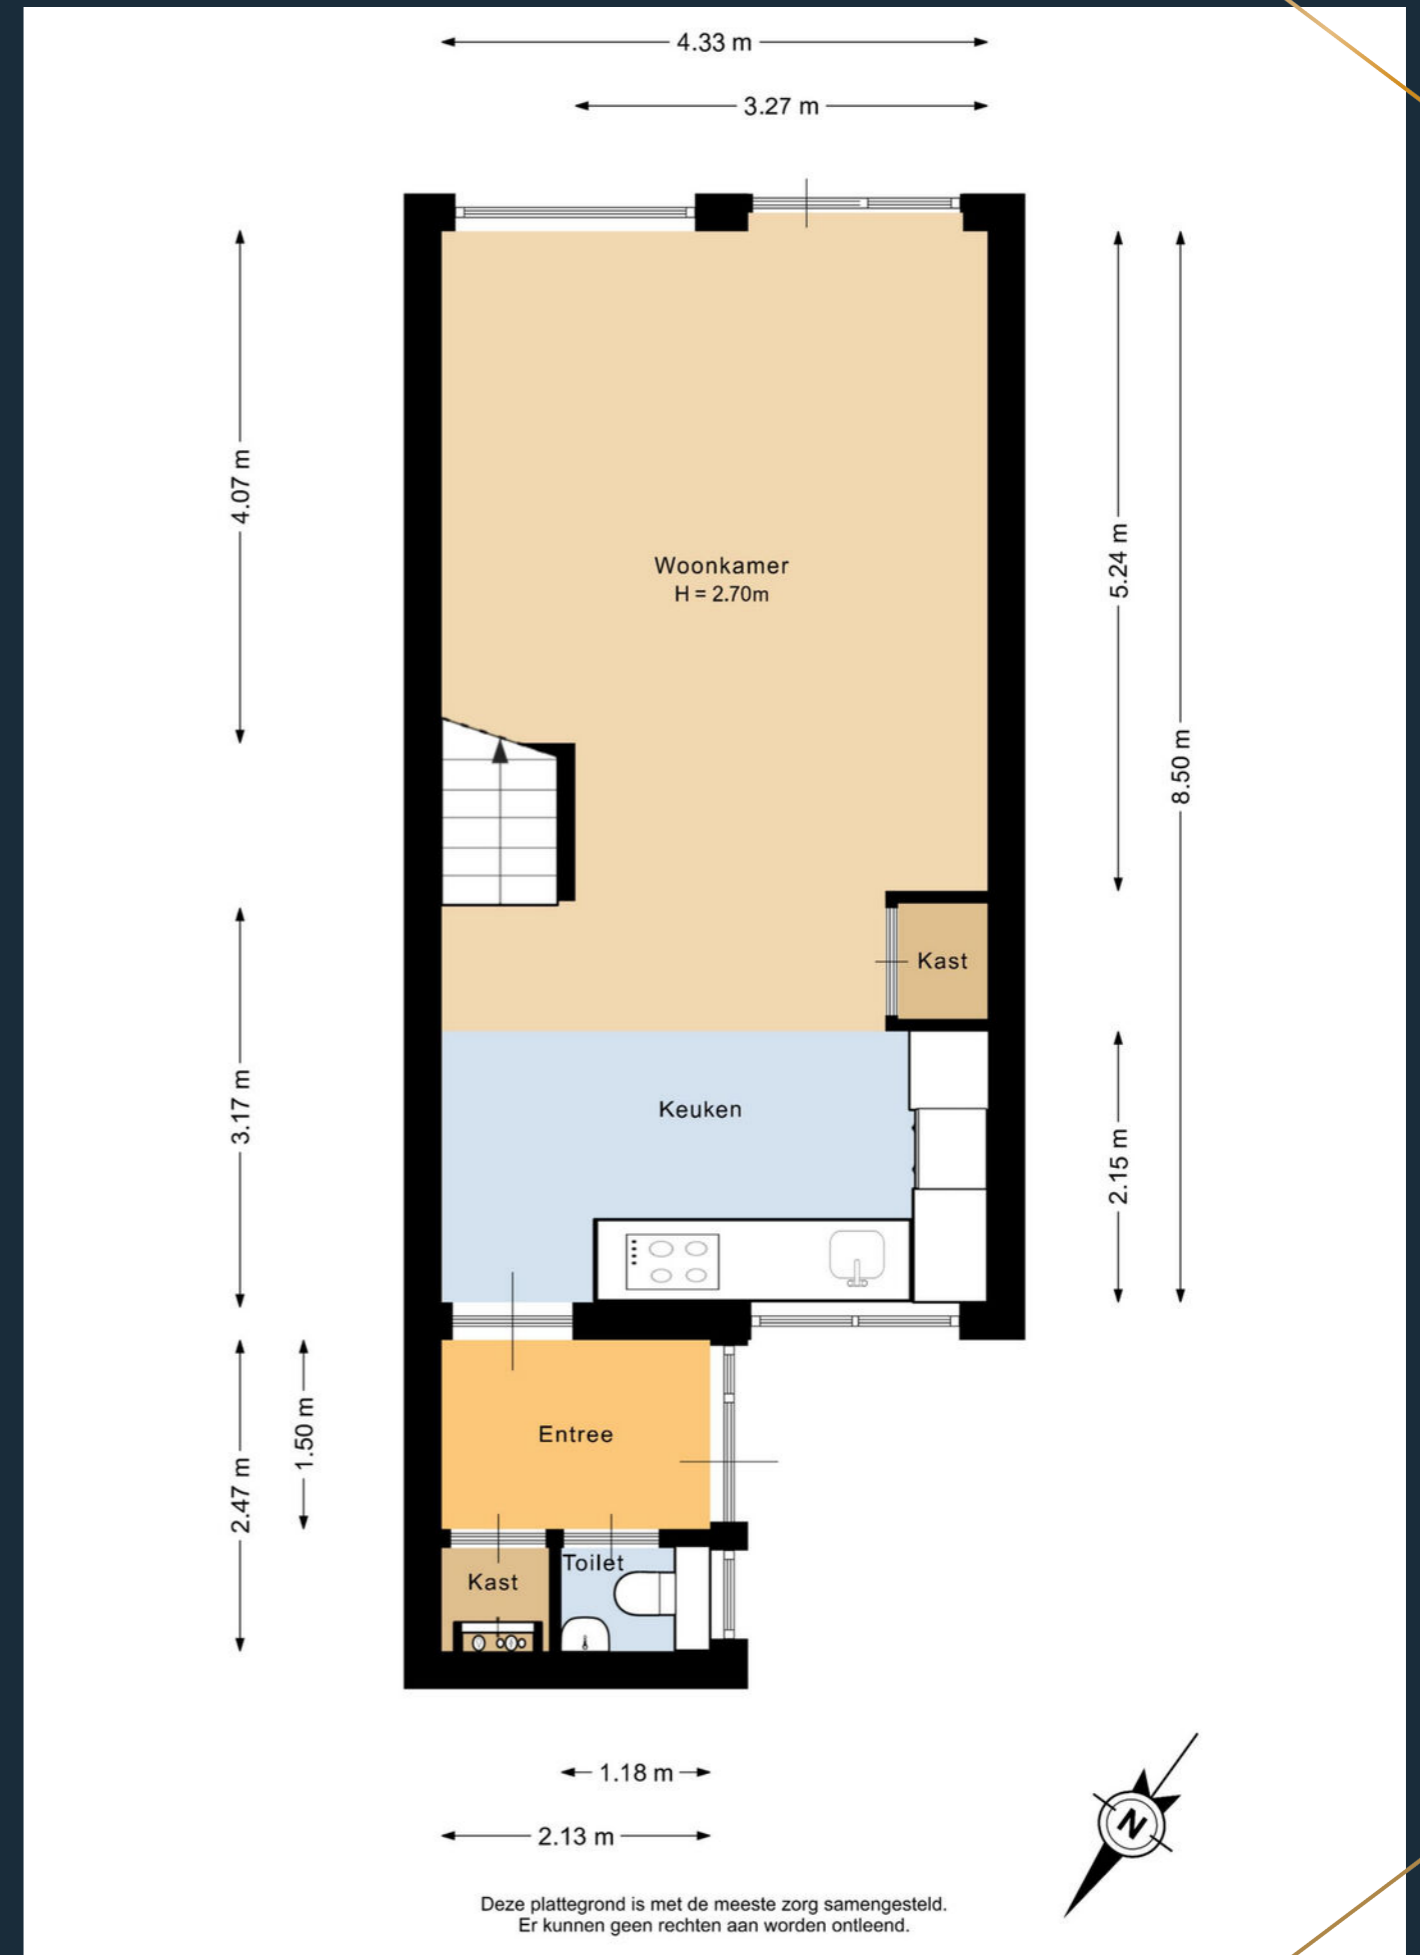 4.33 m
3.27 m
4.07 m
5.24 m
8.50 m
Woonkamer
H = 2.70m
Kast
3.17 m
Keuken
2.15 m
Entree
1.50 m
2.47 m
Toilet
Kast
1.18 m
2.13 m
N
Deze plattegrond is met de meeste zorg samengesteld.
Er kunnen geen rechten aan worden ontleend.